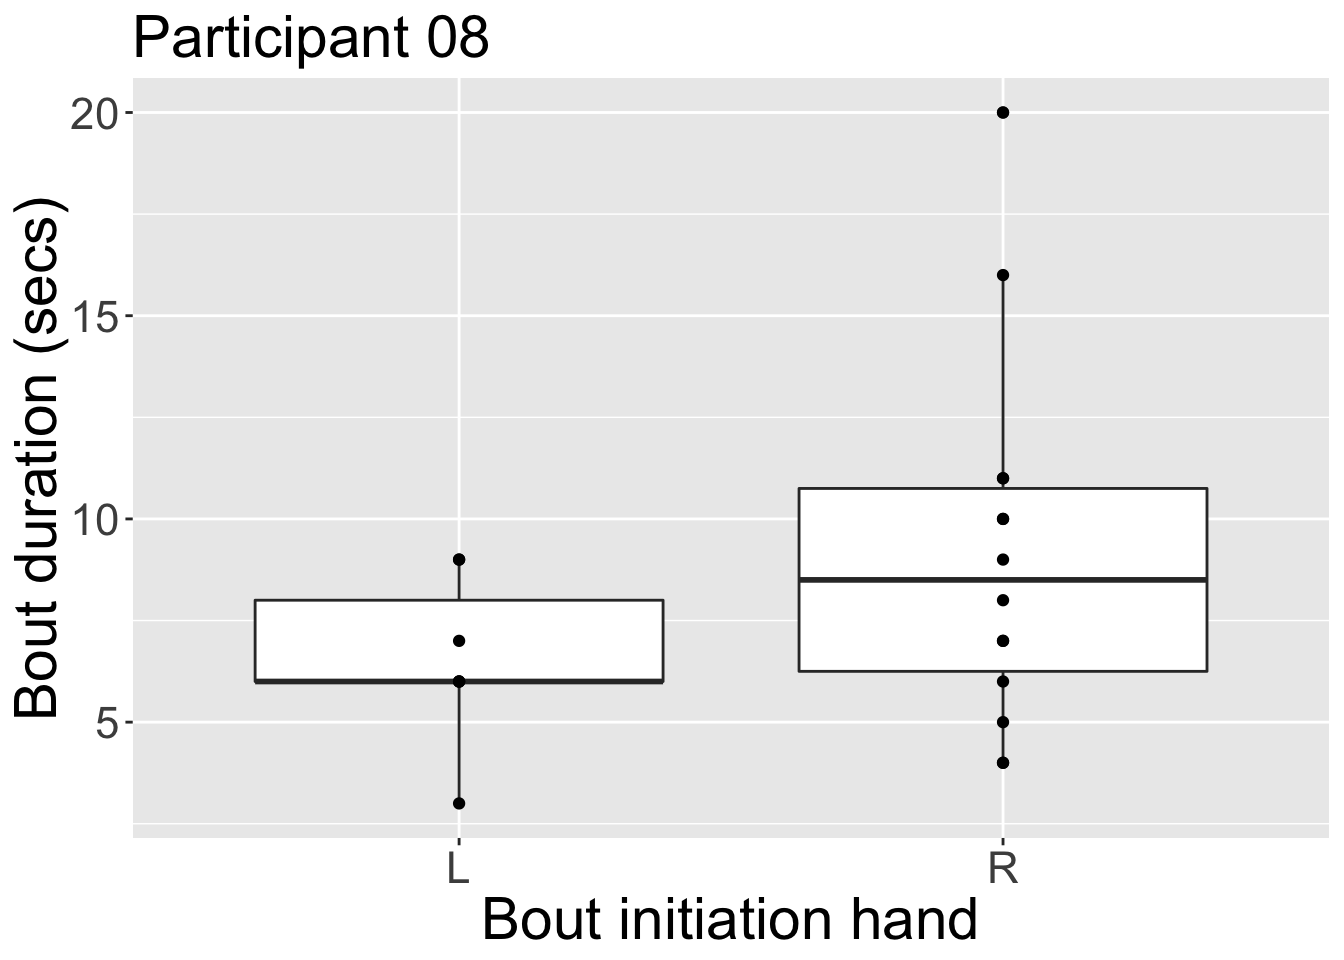 Participant 08
20
15
10
5
Bout duration (secs)
L R
Bout initiation hand